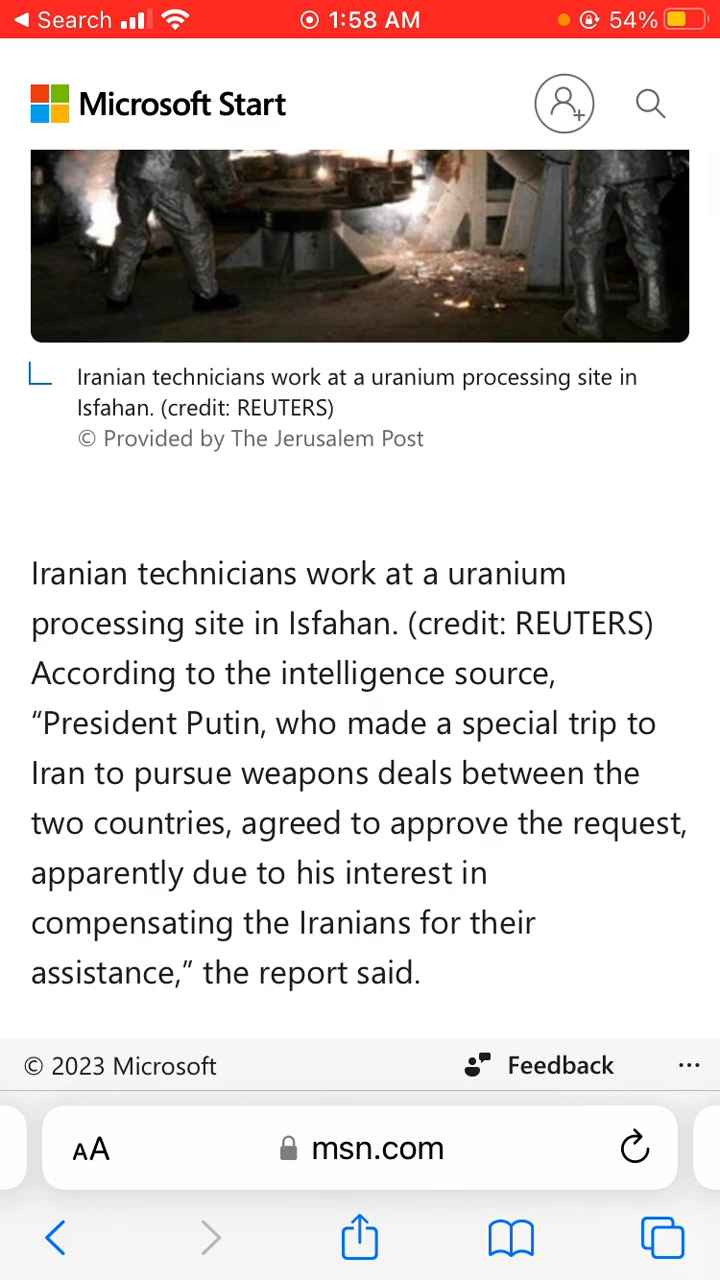 Search
1:58 AM
54%
Microsoft Start
Iranian technicians work at a uranium processing site in
Isfahan. (credit: REUTERS)
© Provided by The Jerusalem Post
Iranian technicians work at a uranium
processing site in Isfahan. (credit: REUTERS)
According to the intelligence source,
“President Putin, who made a special trip to
Iran to pursue weapons deals between the
two countries, agreed to approve the request,
apparently due to his interest in
compensating the Iranians for their
assistance,” the report said.
© 2023 Microsoft
Feedback
AA
msn.com